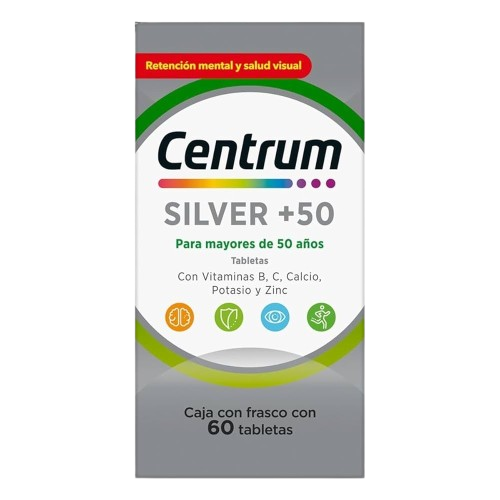 Retención mental y salud visual
Centrum
SILVER +50
Para mayores de 50 años
Tabletas
Con Vitaminas B, C, Calcio,
Potasio y Zinc
Caja con frasco con
60 tabletas